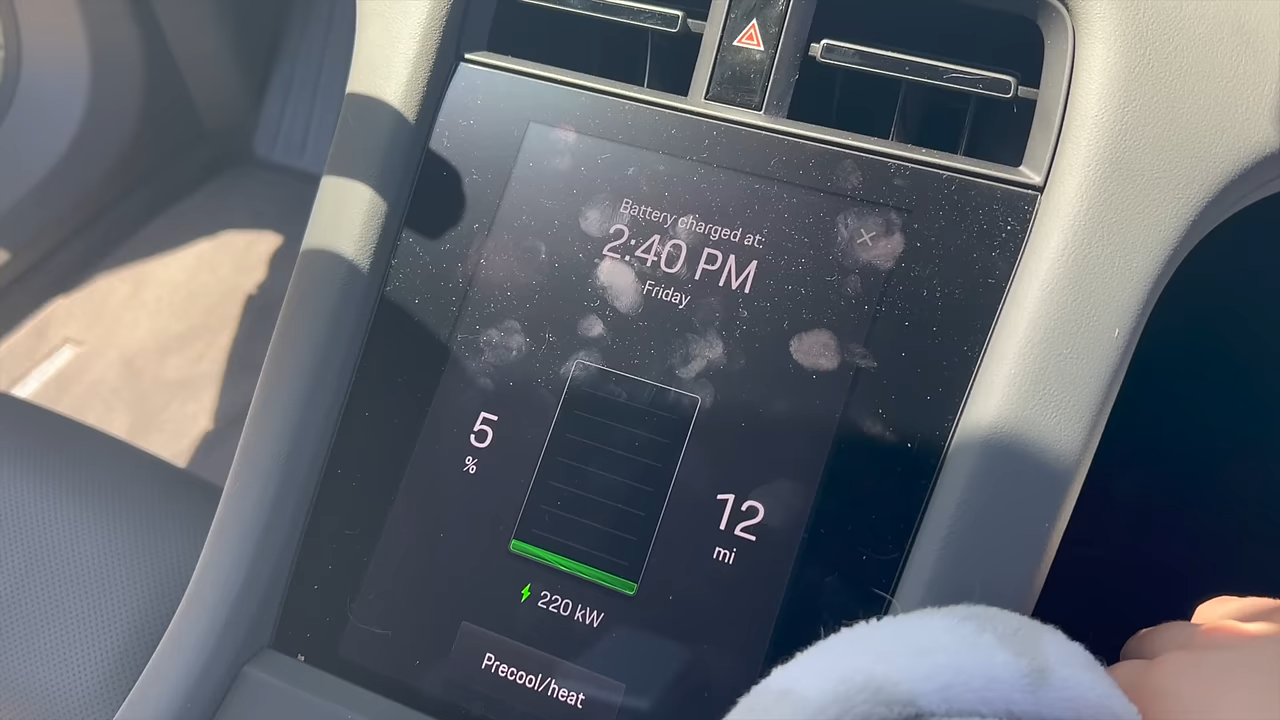 Battery charged at:
2:40 PM
Friday
5
%
12
mi
220 kW
Precool/heat